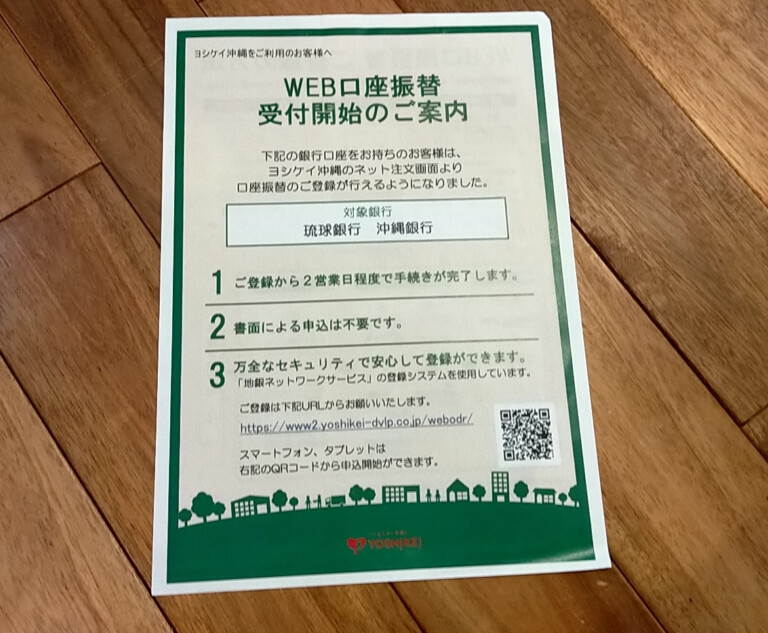 ヨシケイ沖縄をご利用のお客様へ
WEB口座振替
受付開始のご案内
下記の銀行口座をお持ちのお客様は、
ヨシケイ沖縄のネット注文画面より
口座振替のご登録が行えるようになりました。
対象銀行
琉球銀行 沖縄銀行
1 ご登録から2営業日程度で手続きが完了します。
2 書面による申込は不要です。
3 万全なセキュリティで安心して登録ができます。
「地銀ネットワークサービス」の登録システムを使用しています。
ご登録は下記URLからお願いいたします。
https://www2.yoshikei-dvlp.co.jp/webodr/
スマートフォン、タブレットは
右記のQRコードから申込開始ができます。
YOSHIKEI